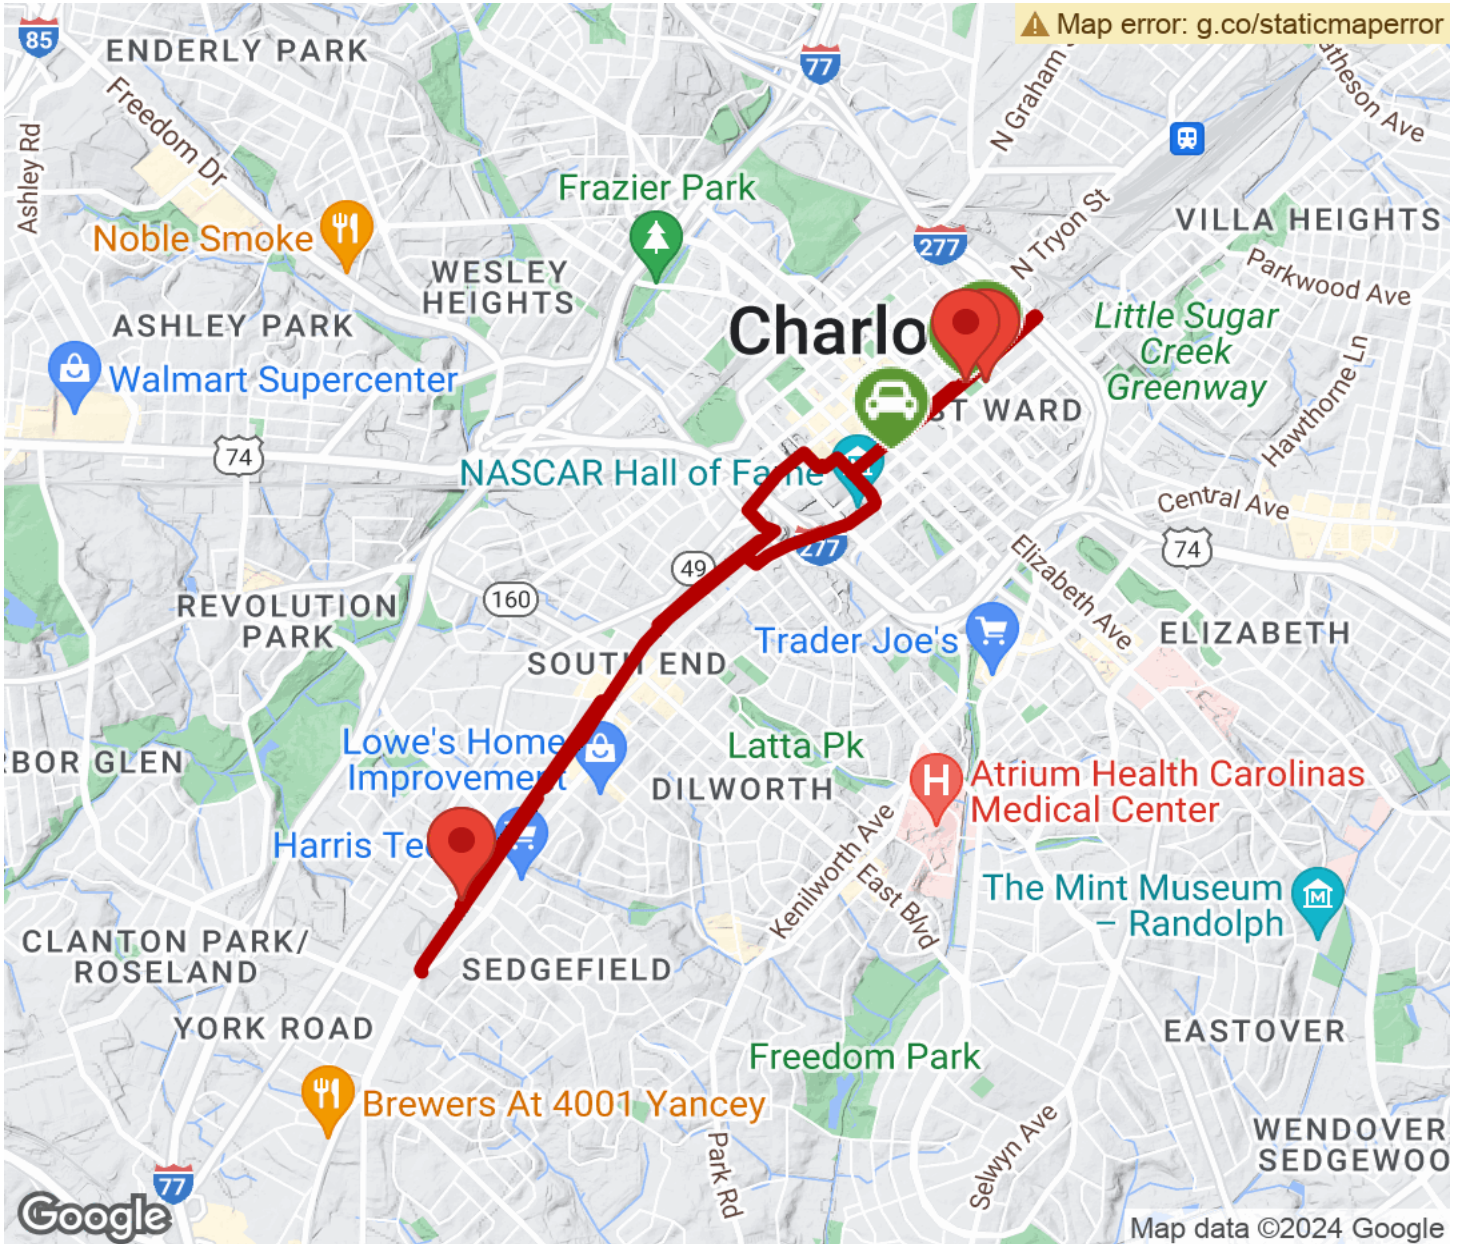 Map error: g.co/staticmaperror
85
ENDERLY PARK
77
N Graham
atheson Ave
Freedom Dr
Ashley Rd
Frazier Park
N Tryon St
VILLA HEIGHTS
Noble Smoke
277
WESLEY
HEIGHTS
Parkwood Ave
ASHLEY PARK
Charlo
Little Sugar
Creek
Greenway
Hawthorne Ln
Walmart Supercenter
ST WARD
74
NASCAR Hall of Fame
Central Ave
277
74
49
Elizabeth Ave
160
REVOLUTION
PARK
Trader Joe's
ELIZABETH
SOUTH END
Lowe's Home
Improvement
Latta Pk
RBOR GLEN
DILWORTH
H
Atrium Health Carolinas
Medical Center
Harris Te
Kenilworth Ave
East Blvd
The Mint Museum
– Randolph
M
CLANTON PARK/
ROSELAND
SEDGEFIELD
YORK ROAD
EASTOVER
Freedom Park
Brewers At 4001 Yancey
Park Rd
Selwyn Ave
WENDOVER
SEDGEWOO
77
Google
Map data ©2024 Google